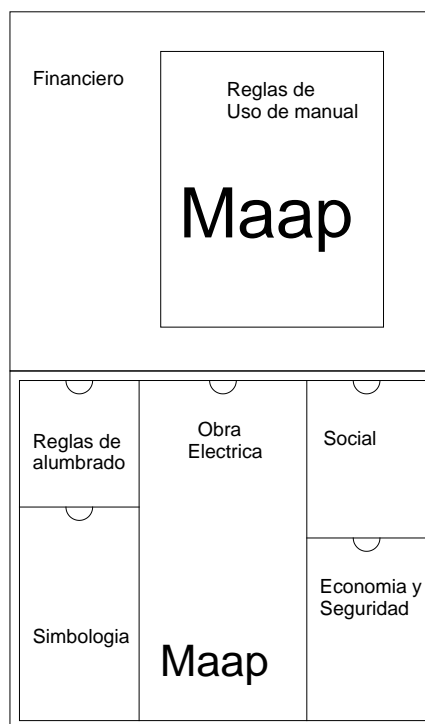 Financiero
Reglas de
Uso de manual
Maap
Reglas de
alumbrado
Obra
Electrica
Social
Simbologia
Maap
Economia y
Seguridad